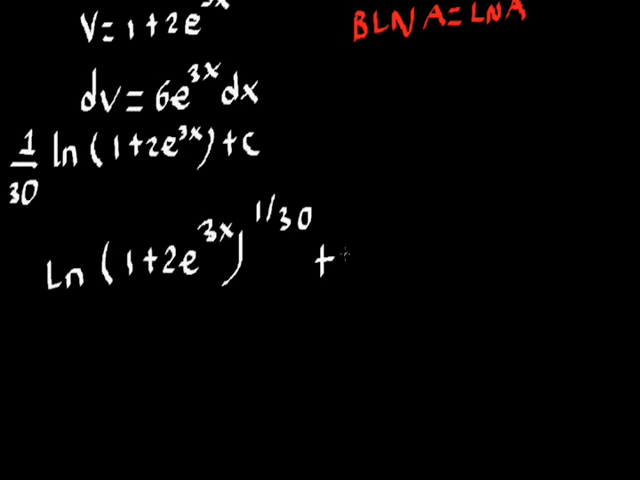 V=1+2e^3x
BLN A=LNA
dv=6e^3x dx
1/30 ln(1+2e^3x)+c
Ln(1+2e^3x)^1/30 +